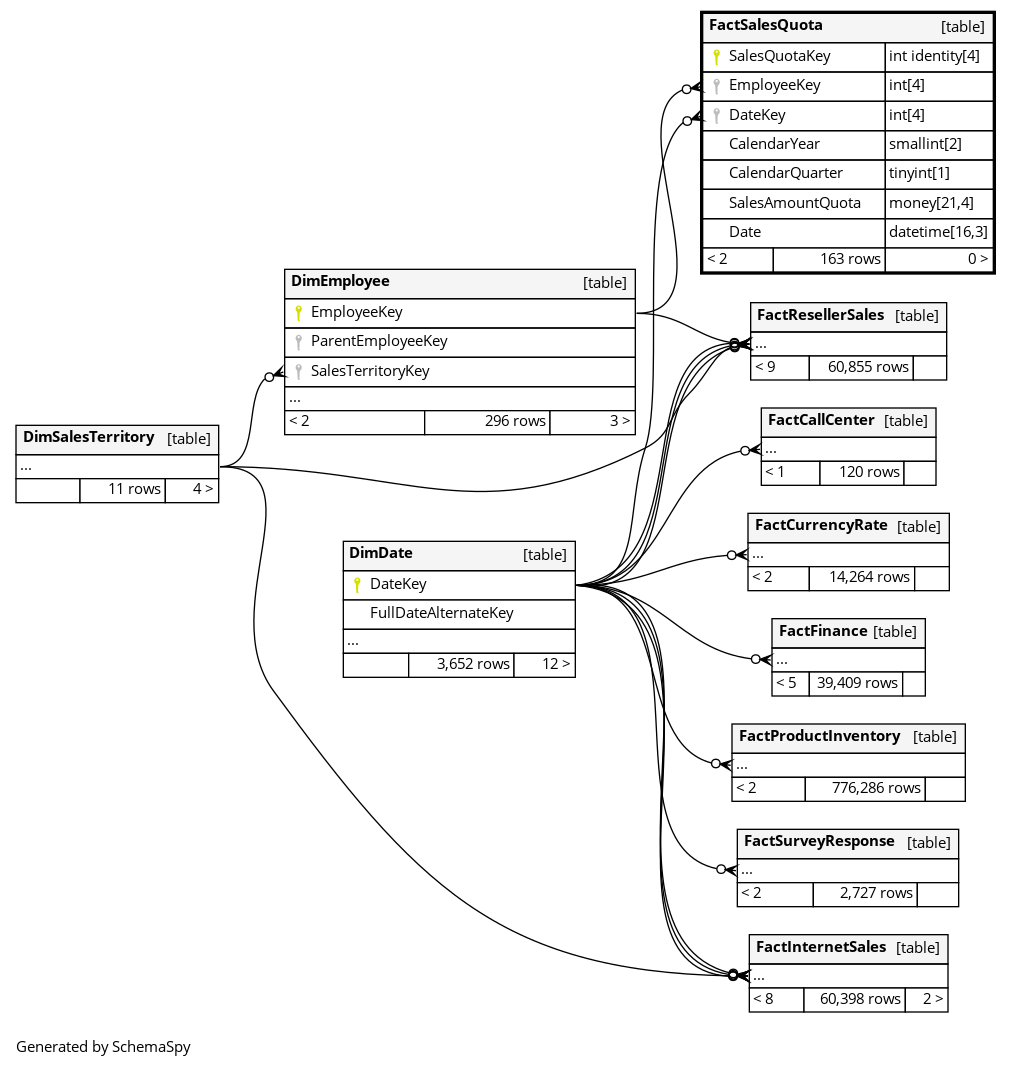 FactSalesQuota [table]
SalesQuotaKey int identity[4]
EmployeeKey int[4]
DateKey int[4]
CalendarYear smallint[2]
CalendarQuarter tinyint[1]
SalesAmountQuota money[21,4]
Date datetime[16,3]
< 2 163 rows 0 >
DimEmployee [table]
EmployeeKey
ParentEmployeeKey
SalesTerritoryKey
...
< 2 296 rows 3 >
FactResellerSales [table]
...
< 9 60,855 rows
FactCallCenter [table]
...
< 1 120 rows
DimSalesTerritory [table]
...
11 rows 4 >
FactCurrencyRate [table]
...
< 2 14,264 rows
DimDate [table]
DateKey
FullDateAlternateKey
...
3,652 rows 12 >
FactFinance [table]
...
< 5 39,409 rows
FactProductInventory [table]
...
< 2 776,286 rows
FactSurveyResponse [table]
...
< 2 2,727 rows
FactInternetSales [table]
...
< 8 60,398 rows 2 >
Generated by SchemaSpy